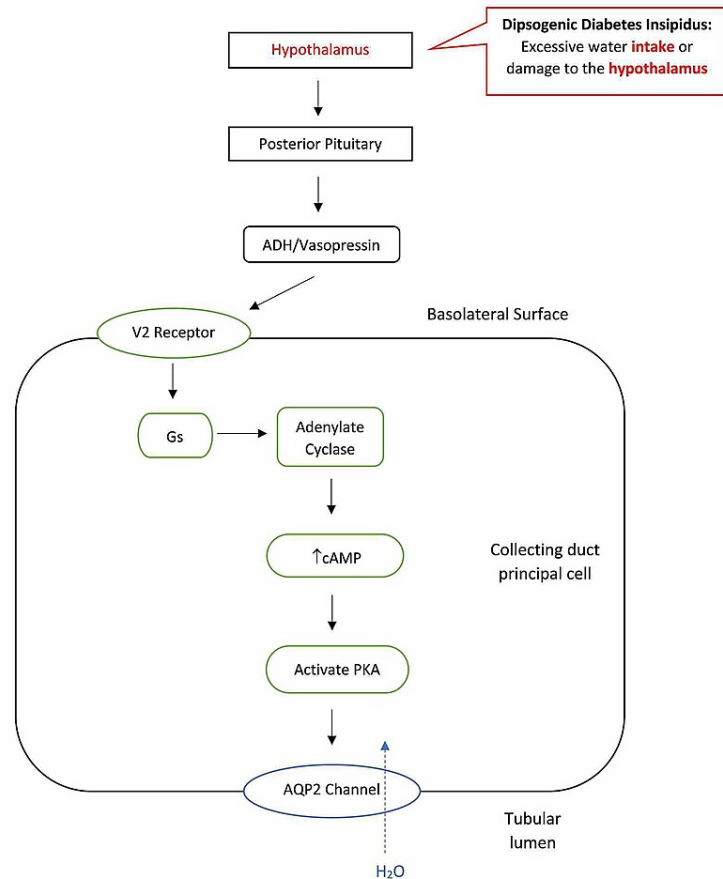 Dipsogenic Diabetes Insipidus:
Excessive water intake or
damage to the hypothalamus
Hypothalamus
Posterior Pituitary
ADH/Vasopressin
Basolateral Surface
V2 Receptor
Gs
Adenylate
Cyclase
↑cAMP
Collecting duct
principal cell
Activate PKA
AQP2 Channel
Tubular
lumen
H₂O